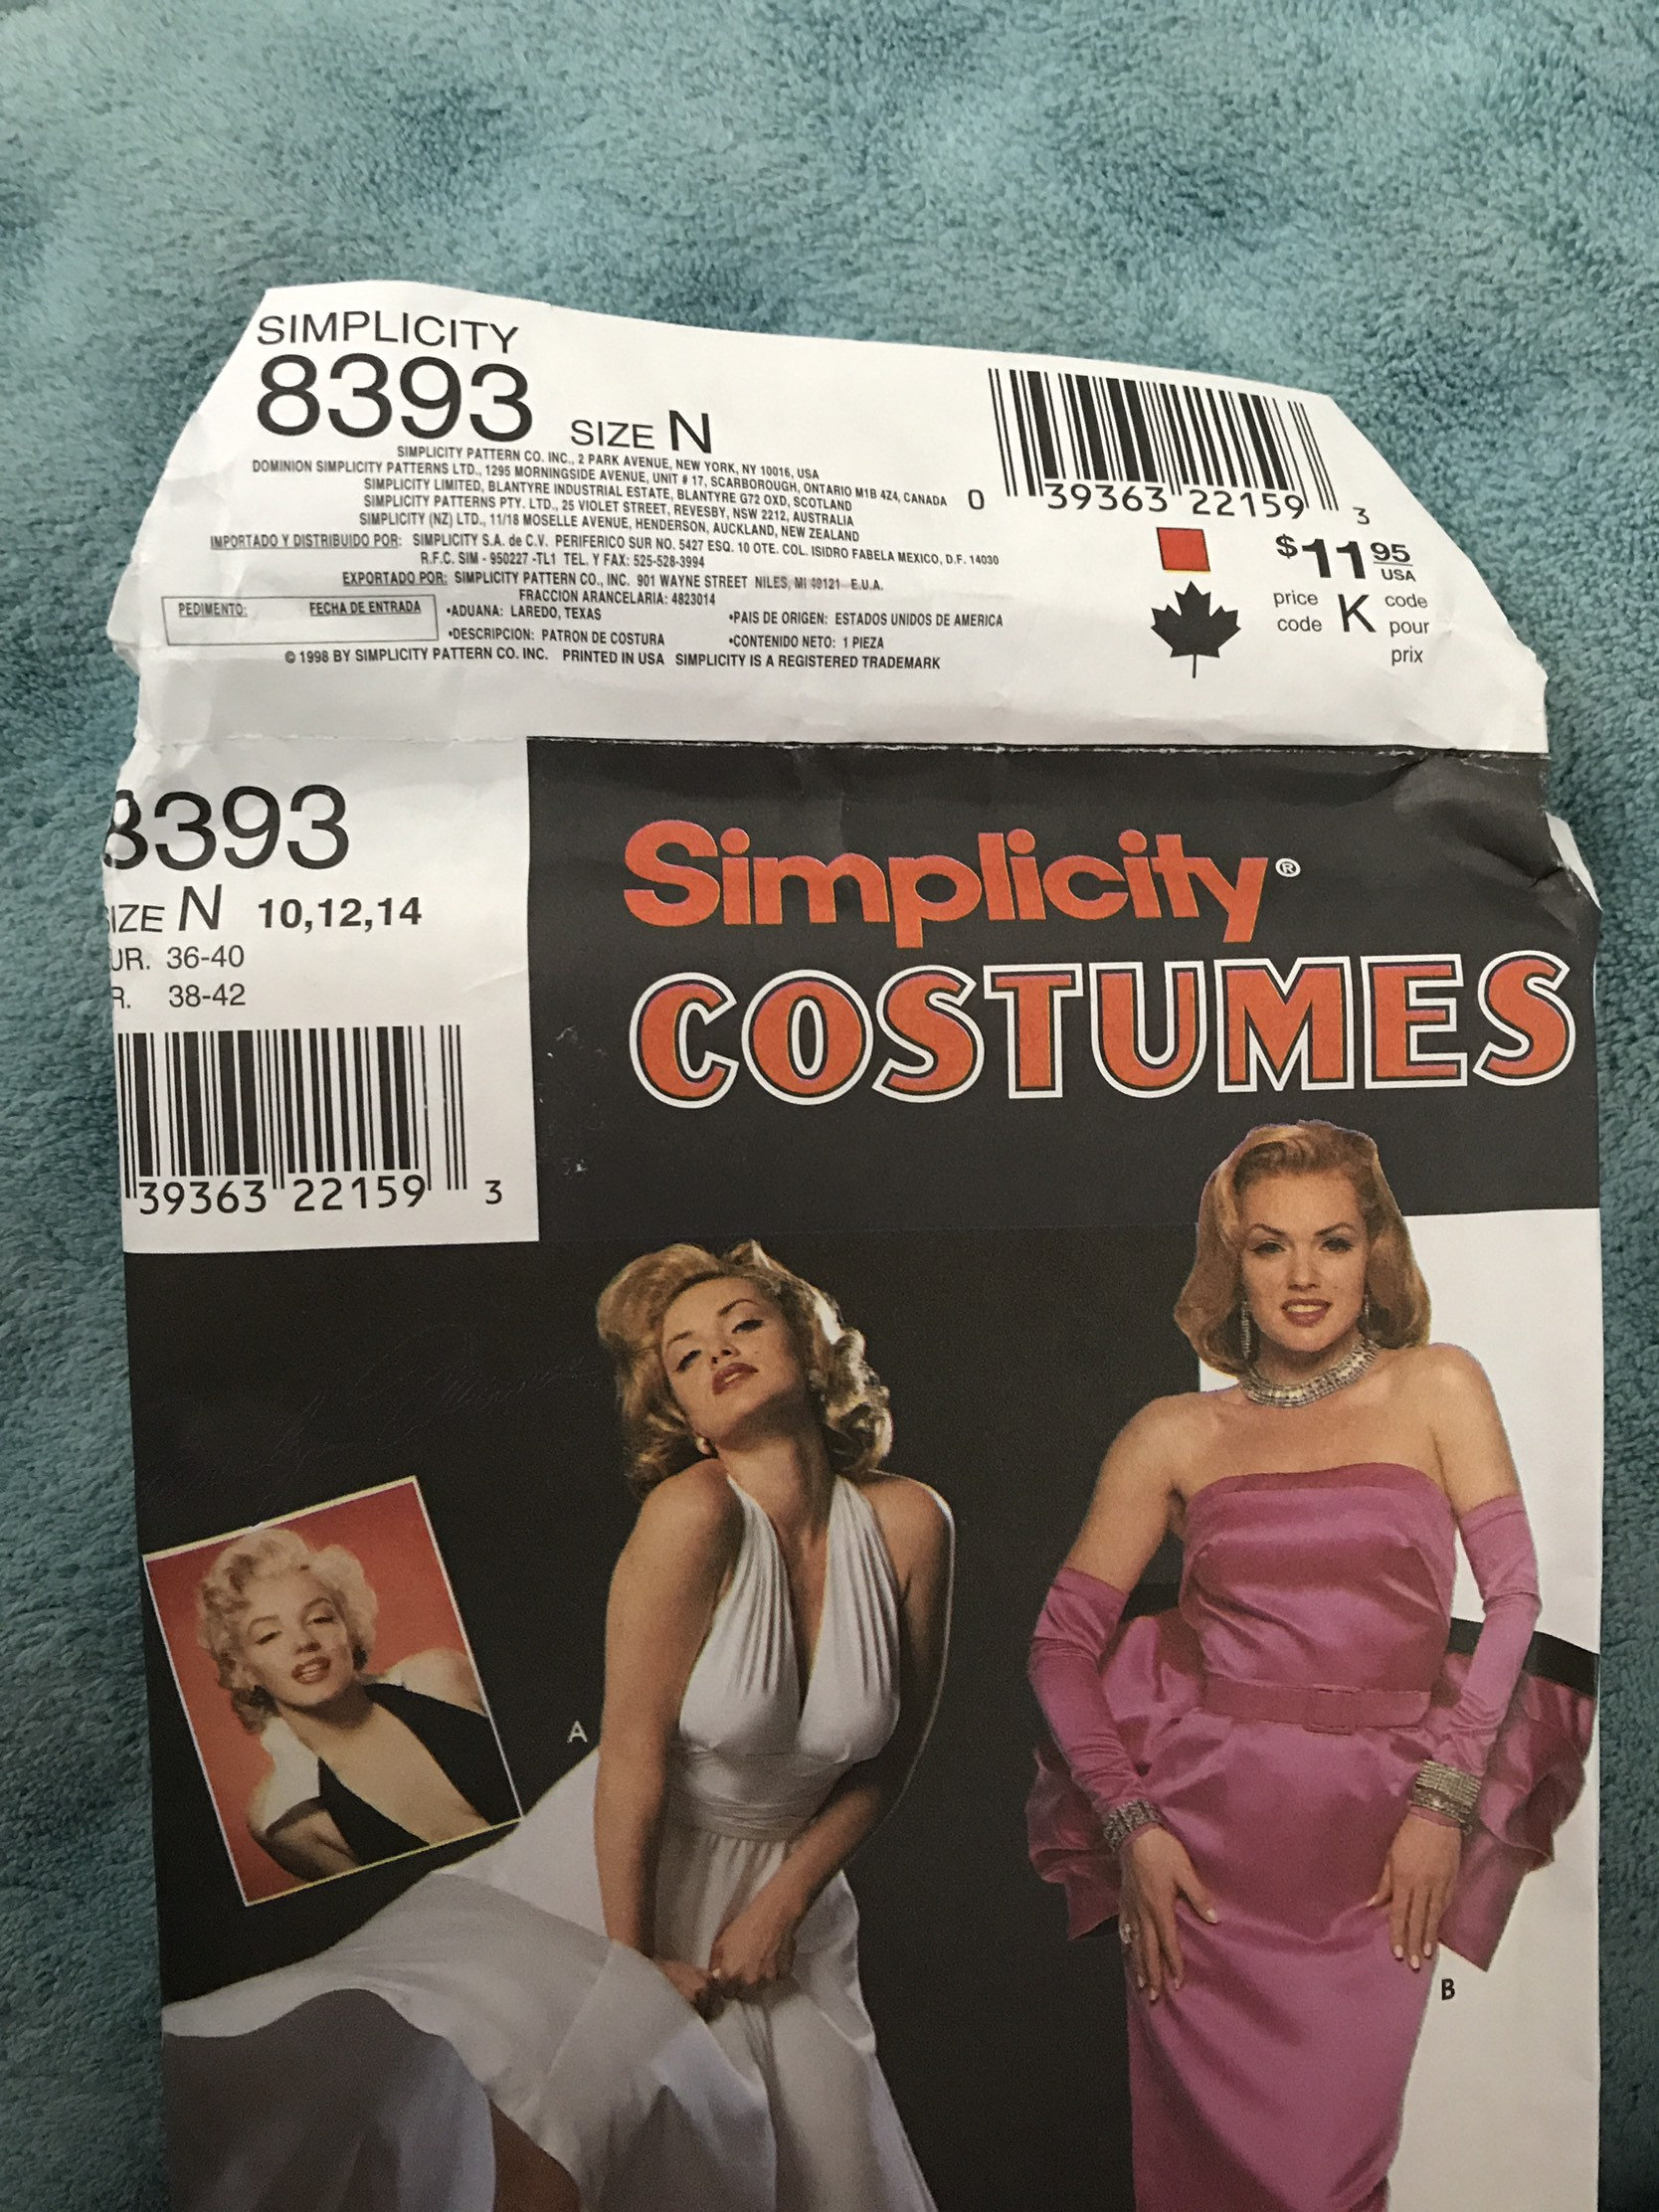 SIMPLICITY
8393 SIZE N
SIMPLICITY PATTERN CO. INC., 2 PARK AVENUE, NEW YORK, NY 10016, USA
DOMINION SIMPLICITY PATTERNS LTD., 1295 MORNINGSIDE AVENUE, UNIT # 17, SCARBOROUGH, ONTARIO M1B 4Z4, CANADA
SIMPLICITY LIMITED, BLANTYRE INDUSTRIAL ESTATE, BLANTYRE G72 OXD, SCOTLAND
SIMPLICITY PATTERNS PTY. LTD., 25 VIOLET STREET, REVESBY, NSW 2212, AUSTRALIA
SIMPLICITY (NZ) LTD., 11/18 MOSELLE AVENUE, HENDERSON, AUCKLAND, NEW ZEALAND
IMPORTADO Y DISTRIBUIDO POR: SIMPLICITY S.A. de C.V. PERIFERICO SUR NO. 5427 ESQ. 10 OTE. COL. ISIDRO FABELA MEXICO, D.F. 14030
R.F.C. SIM - 950227 -TL1 TEL. Y FAX: 525-528-3994
EXPORTADO POR: SIMPLICITY PATTERN CO., INC. 901 WAYNE STREET NILES, MI 49121 E.U.A.
FRACCION ARANCELARIA: 4823014
PEDIMENTO: FECHA DE ENTRADA
•ADUANA: LAREDO, TEXAS •PAIS DE ORIGEN: ESTADOS UNIDOS DE AMERICA
•DESCRIPCION: PATRON DE COSTURA •CONTENIDO NETO: 1 PIEZA
© 1998 BY SIMPLICITY PATTERN CO. INC. PRINTED IN USA SIMPLICITY IS A REGISTERED TRADEMARK
0 39363 22159 3
$11 95
USA
price code K code pour prix
8393
IZE N 10,12,14
UR. 36-40
R. 38-42
39363 22159 3
Simplicity®
COSTUMES
A
B